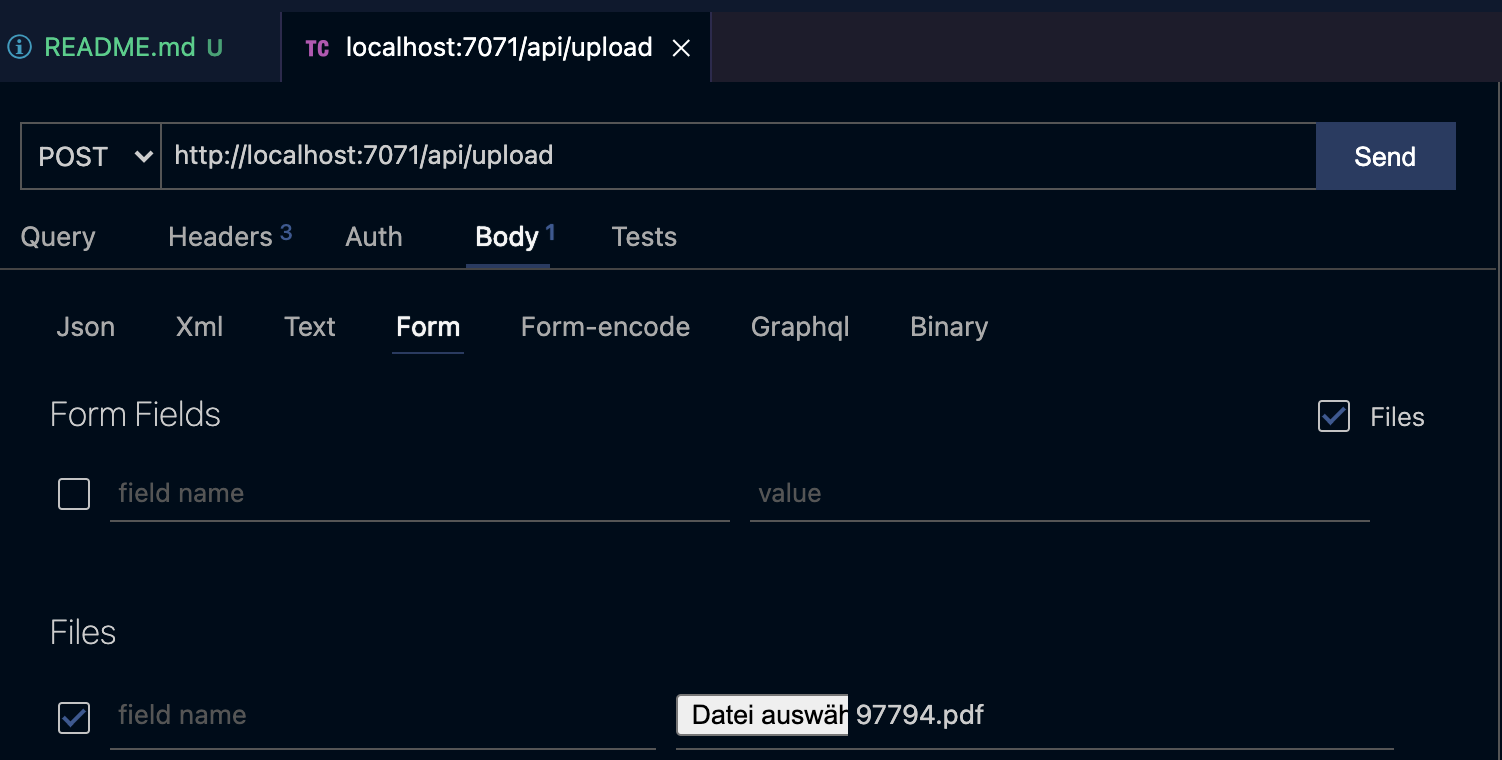 README.md U
TC localhost:7071/api/upload
POST http://localhost:7071/api/upload Send
Query Headers 3 Auth Body 1 Tests
Json Xml Text Form Form-encode Graphql Binary
Form Fields Files
field name value
Files
field name Datei auswäh 97794.pdf